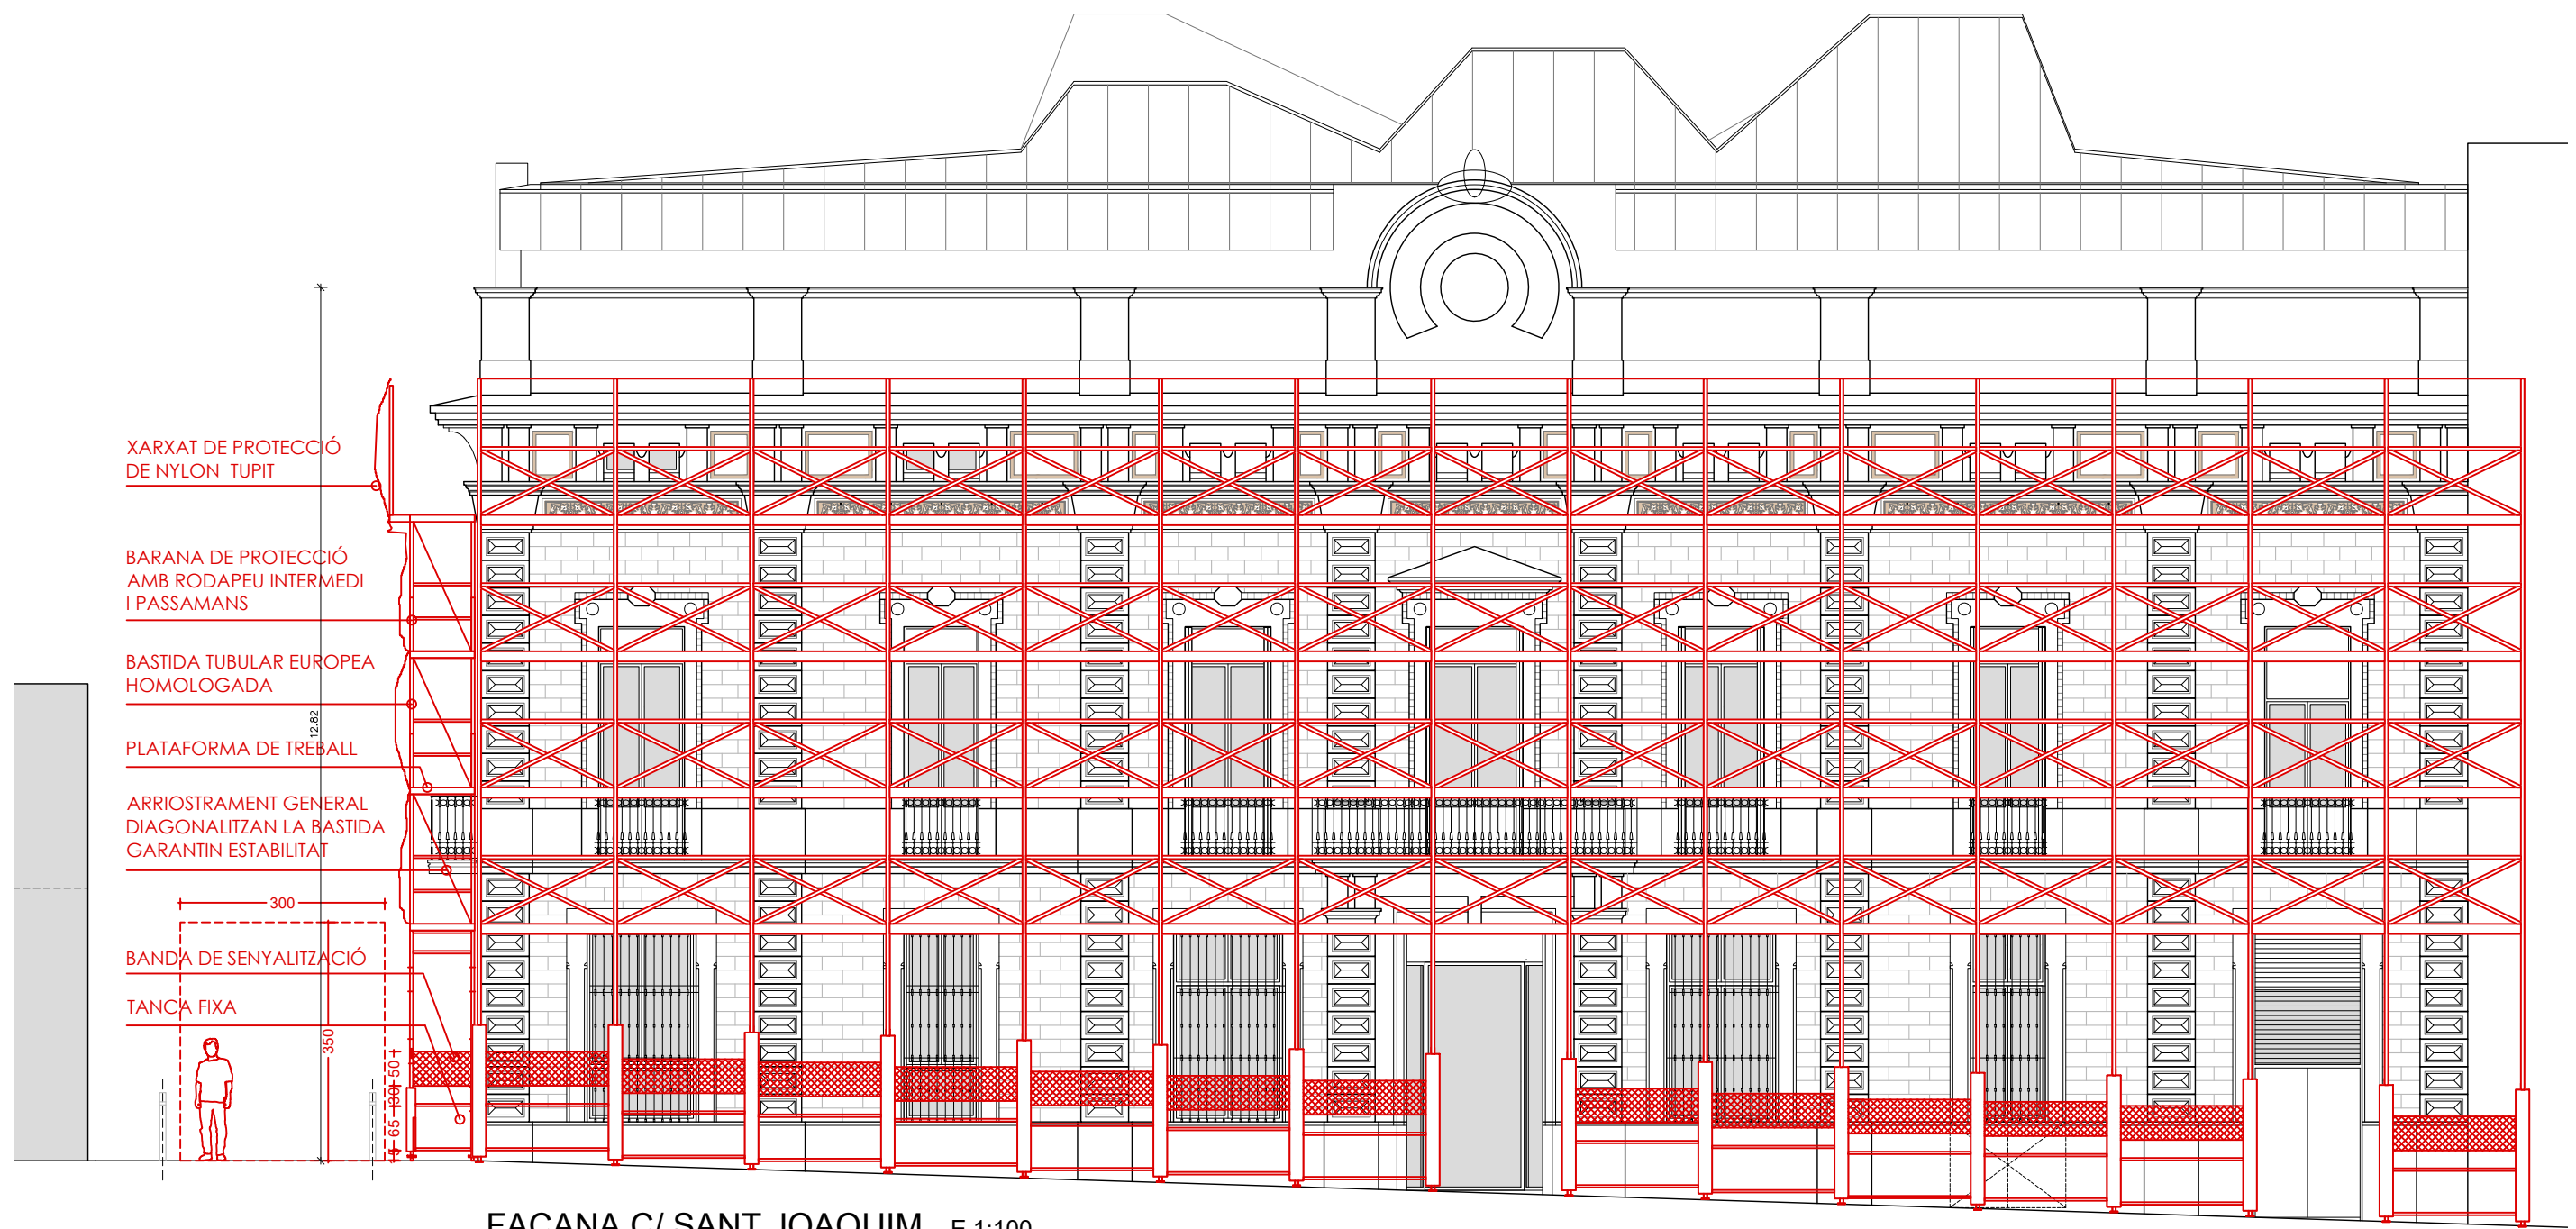 XARXAT DE PROTECCIÓ
DE NYLON TUPIT
BARANA DE PROTECCIÓ
AMB RODAPEU INTERMEDI
I PASSAMANS
BASTIDA TUBULAR EUROPEA
HOMOLOGADA
12.82
PLATAFORMA DE TREBALL
ARRIOSTRAMENT GENERAL
DIAGONALITZAN LA BASTIDA
GARANTIN ESTABILITAT
300
BANDA DE SENYALITZACIÓ
TANCA FIXA
350
50
30
65
FAÇANA C/ SANT JOAQUIM E 1:100